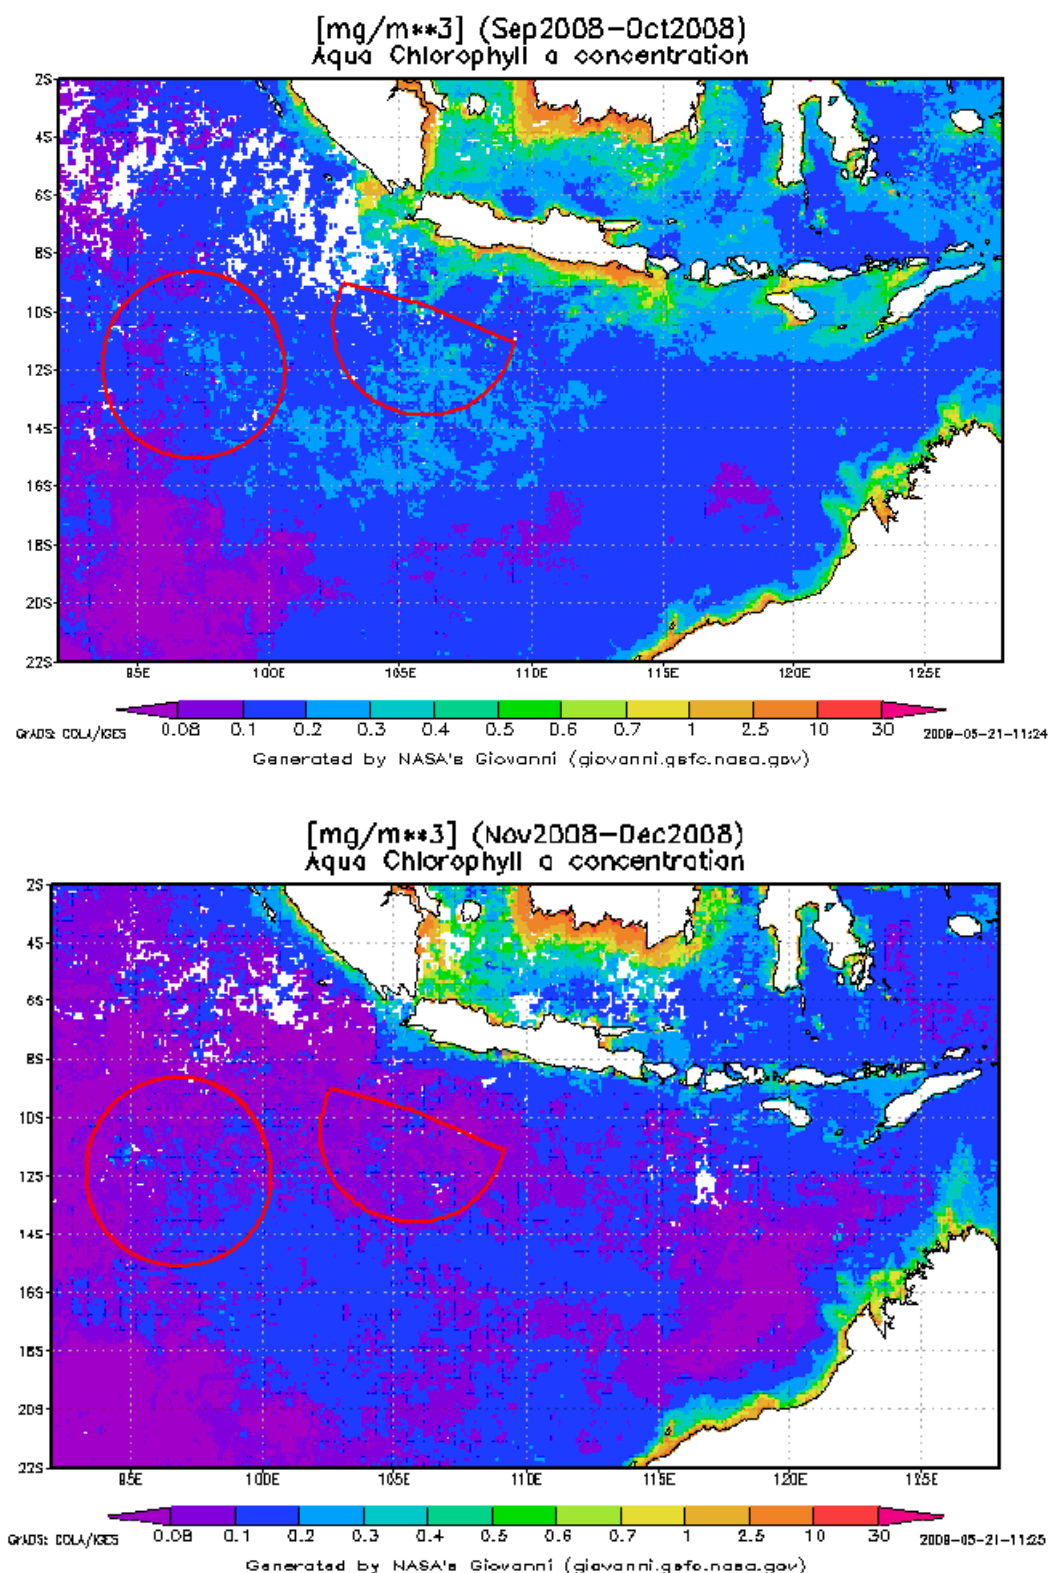 [mg/m**3] (Sep2008-Oct2008)
Aqua Chlorophyll a concentration
2S
4S
6S
8S
10S
12S
14S
16S
18S
20S
22S
95E 100E 105E 110E 115E 120E 125E
0.08 0.1 0.2 0.3 0.4 0.5 0.6 0.7 1 2.5 10 30
GrADS: COLA/IGES 2009-05-21-11:24
Generated by NASA's Giovanni (giovanni.gsfc.nasa.gov)
[mg/m**3] (Nov2008-Dec2008)
Aqua Chlorophyll a concentration
2S
4S
6S
8S
10S
12S
14S
16S
18S
20S
22S
95E 100E 105E 110E 115E 120E 125E
0.08 0.1 0.2 0.3 0.4 0.5 0.6 0.7 1 2.5 10 30
GrADS: COLA/IGES 2009-05-21-11:25
Generated by NASA's Giovanni (giovanni.gsfc.nasa.gov)